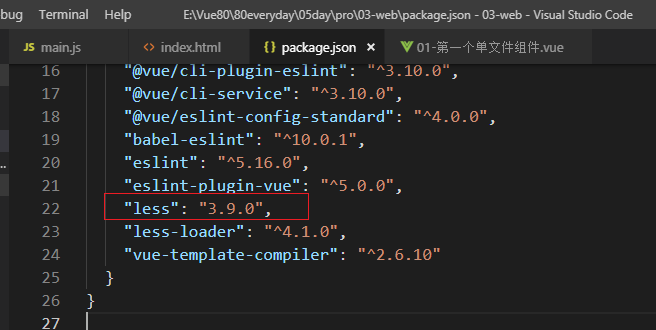 bug Terminal Help E:\Vue80\80everyday\05day\pro\03-web\package.json - 03-web - Visual Studio Code
JS main.js <> index.html {} package.json × 01-第一个单文件组件.vue
16 "@vue/cli-plugin-eslint": "^3.10.0",
17 "@vue/cli-service": "^3.10.0",
18 "@vue/eslint-config-standard": "^4.0.0",
19 "babel-eslint": "^10.0.1",
20 "eslint": "^5.16.0",
21 "eslint-plugin-vue": "^5.0.0",
22 "less": "3.9.0",
23 "less-loader": "^4.1.0",
24 "vue-template-compiler": "^2.6.10"
25 }
26 }
27